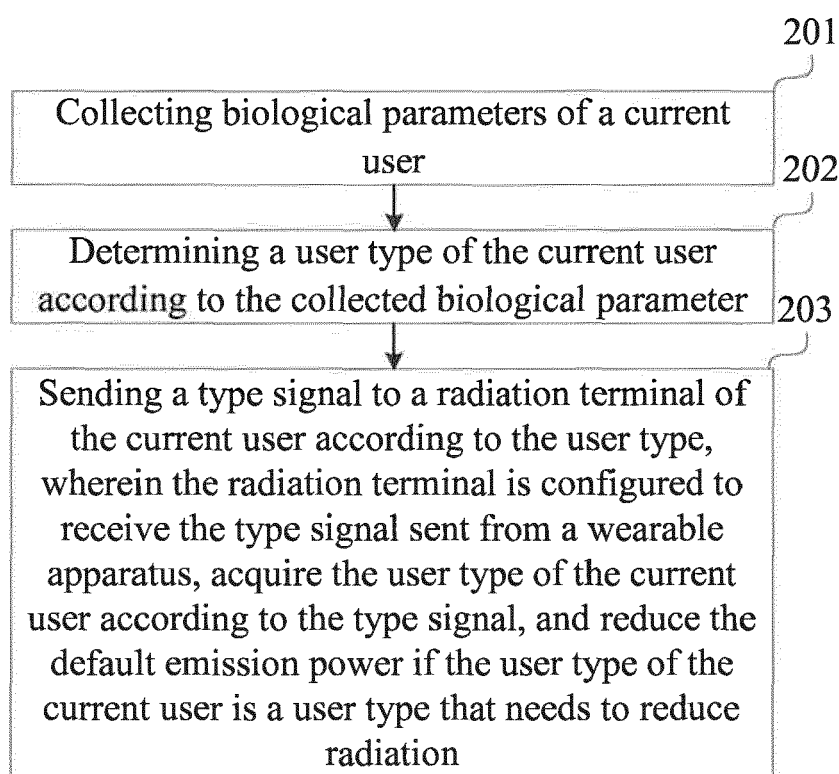 201
Collecting biological parameters of a current
user
202
Determining a user type of the current user
according to the collected biological parameter
203
Sending a type signal to a radiation terminal of
the current user according to the user type,
wherein the radiation terminal is configured to
receive the type signal sent from a wearable
apparatus, acquire the user type of the current
user according to the type signal, and reduce the
default emission power if the user type of the
current user is a user type that needs to reduce
radiation